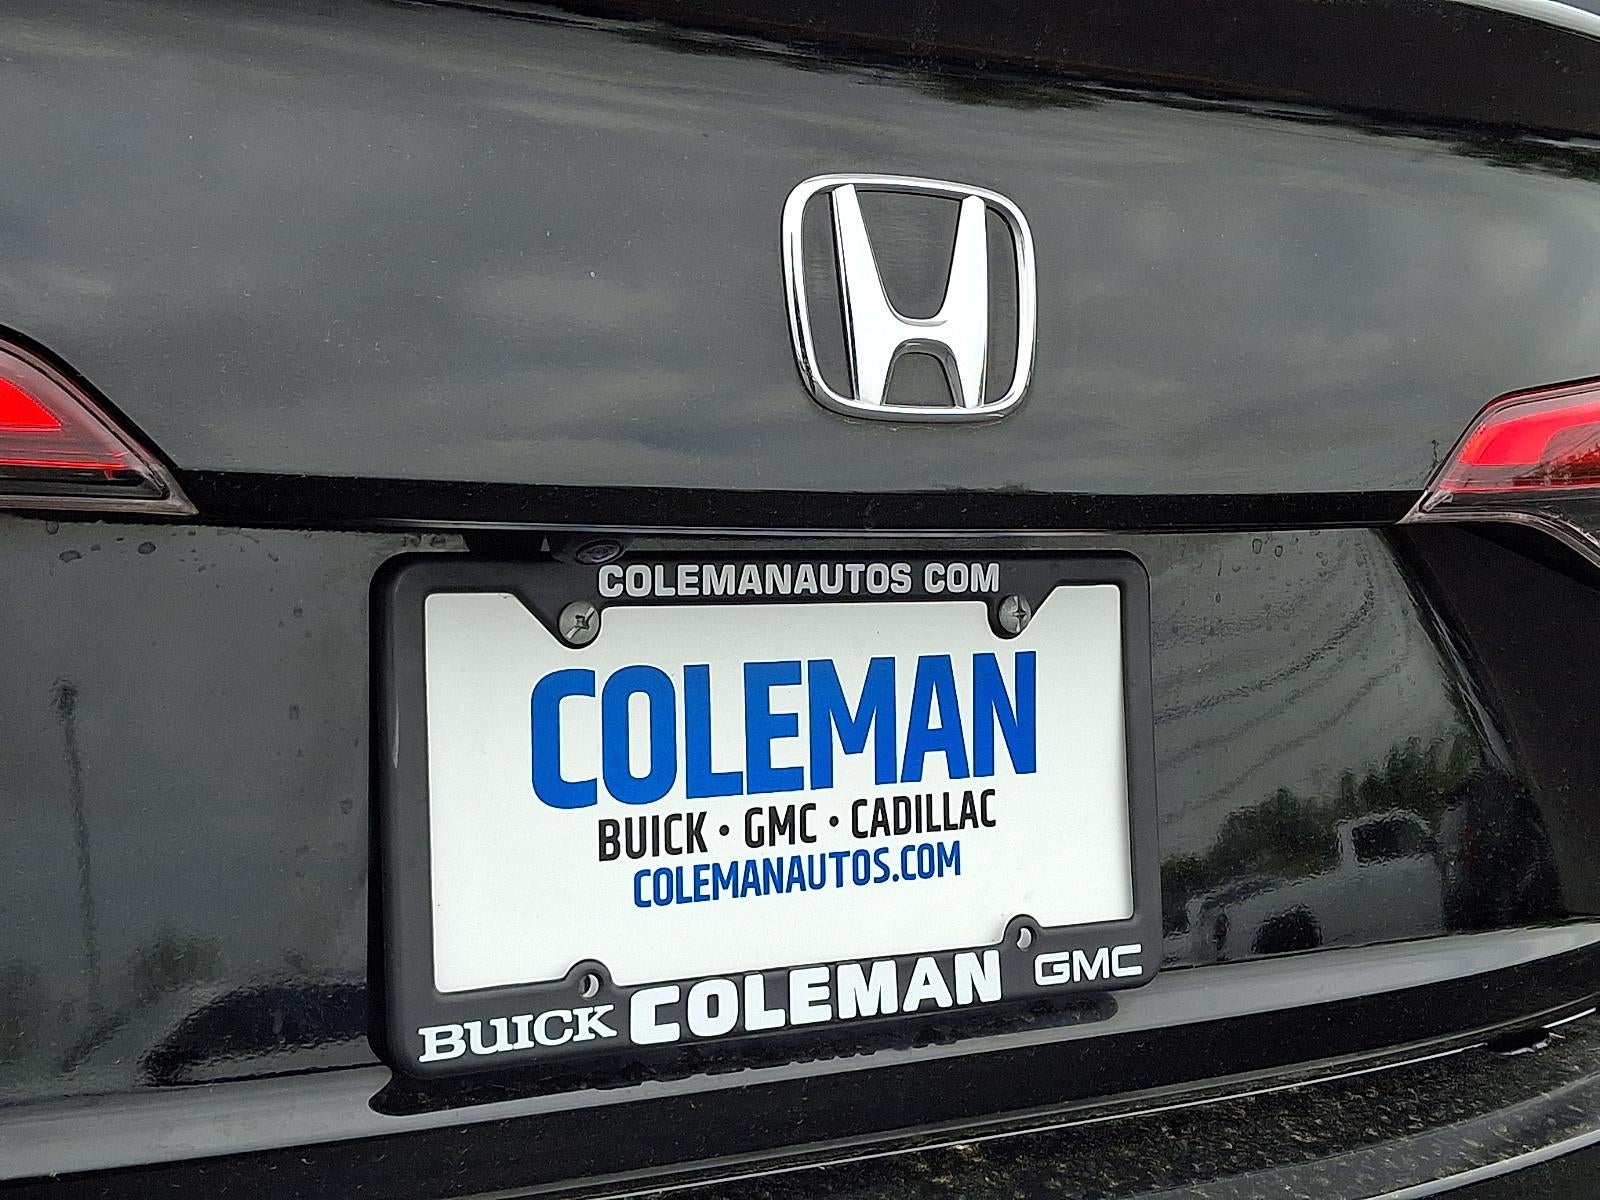 COLEMANAUTOS COM
COLEMAN
BUICK • GMC • CADILLAC
COLEMANAUTOS.COM
BUICK COLEMAN GMC